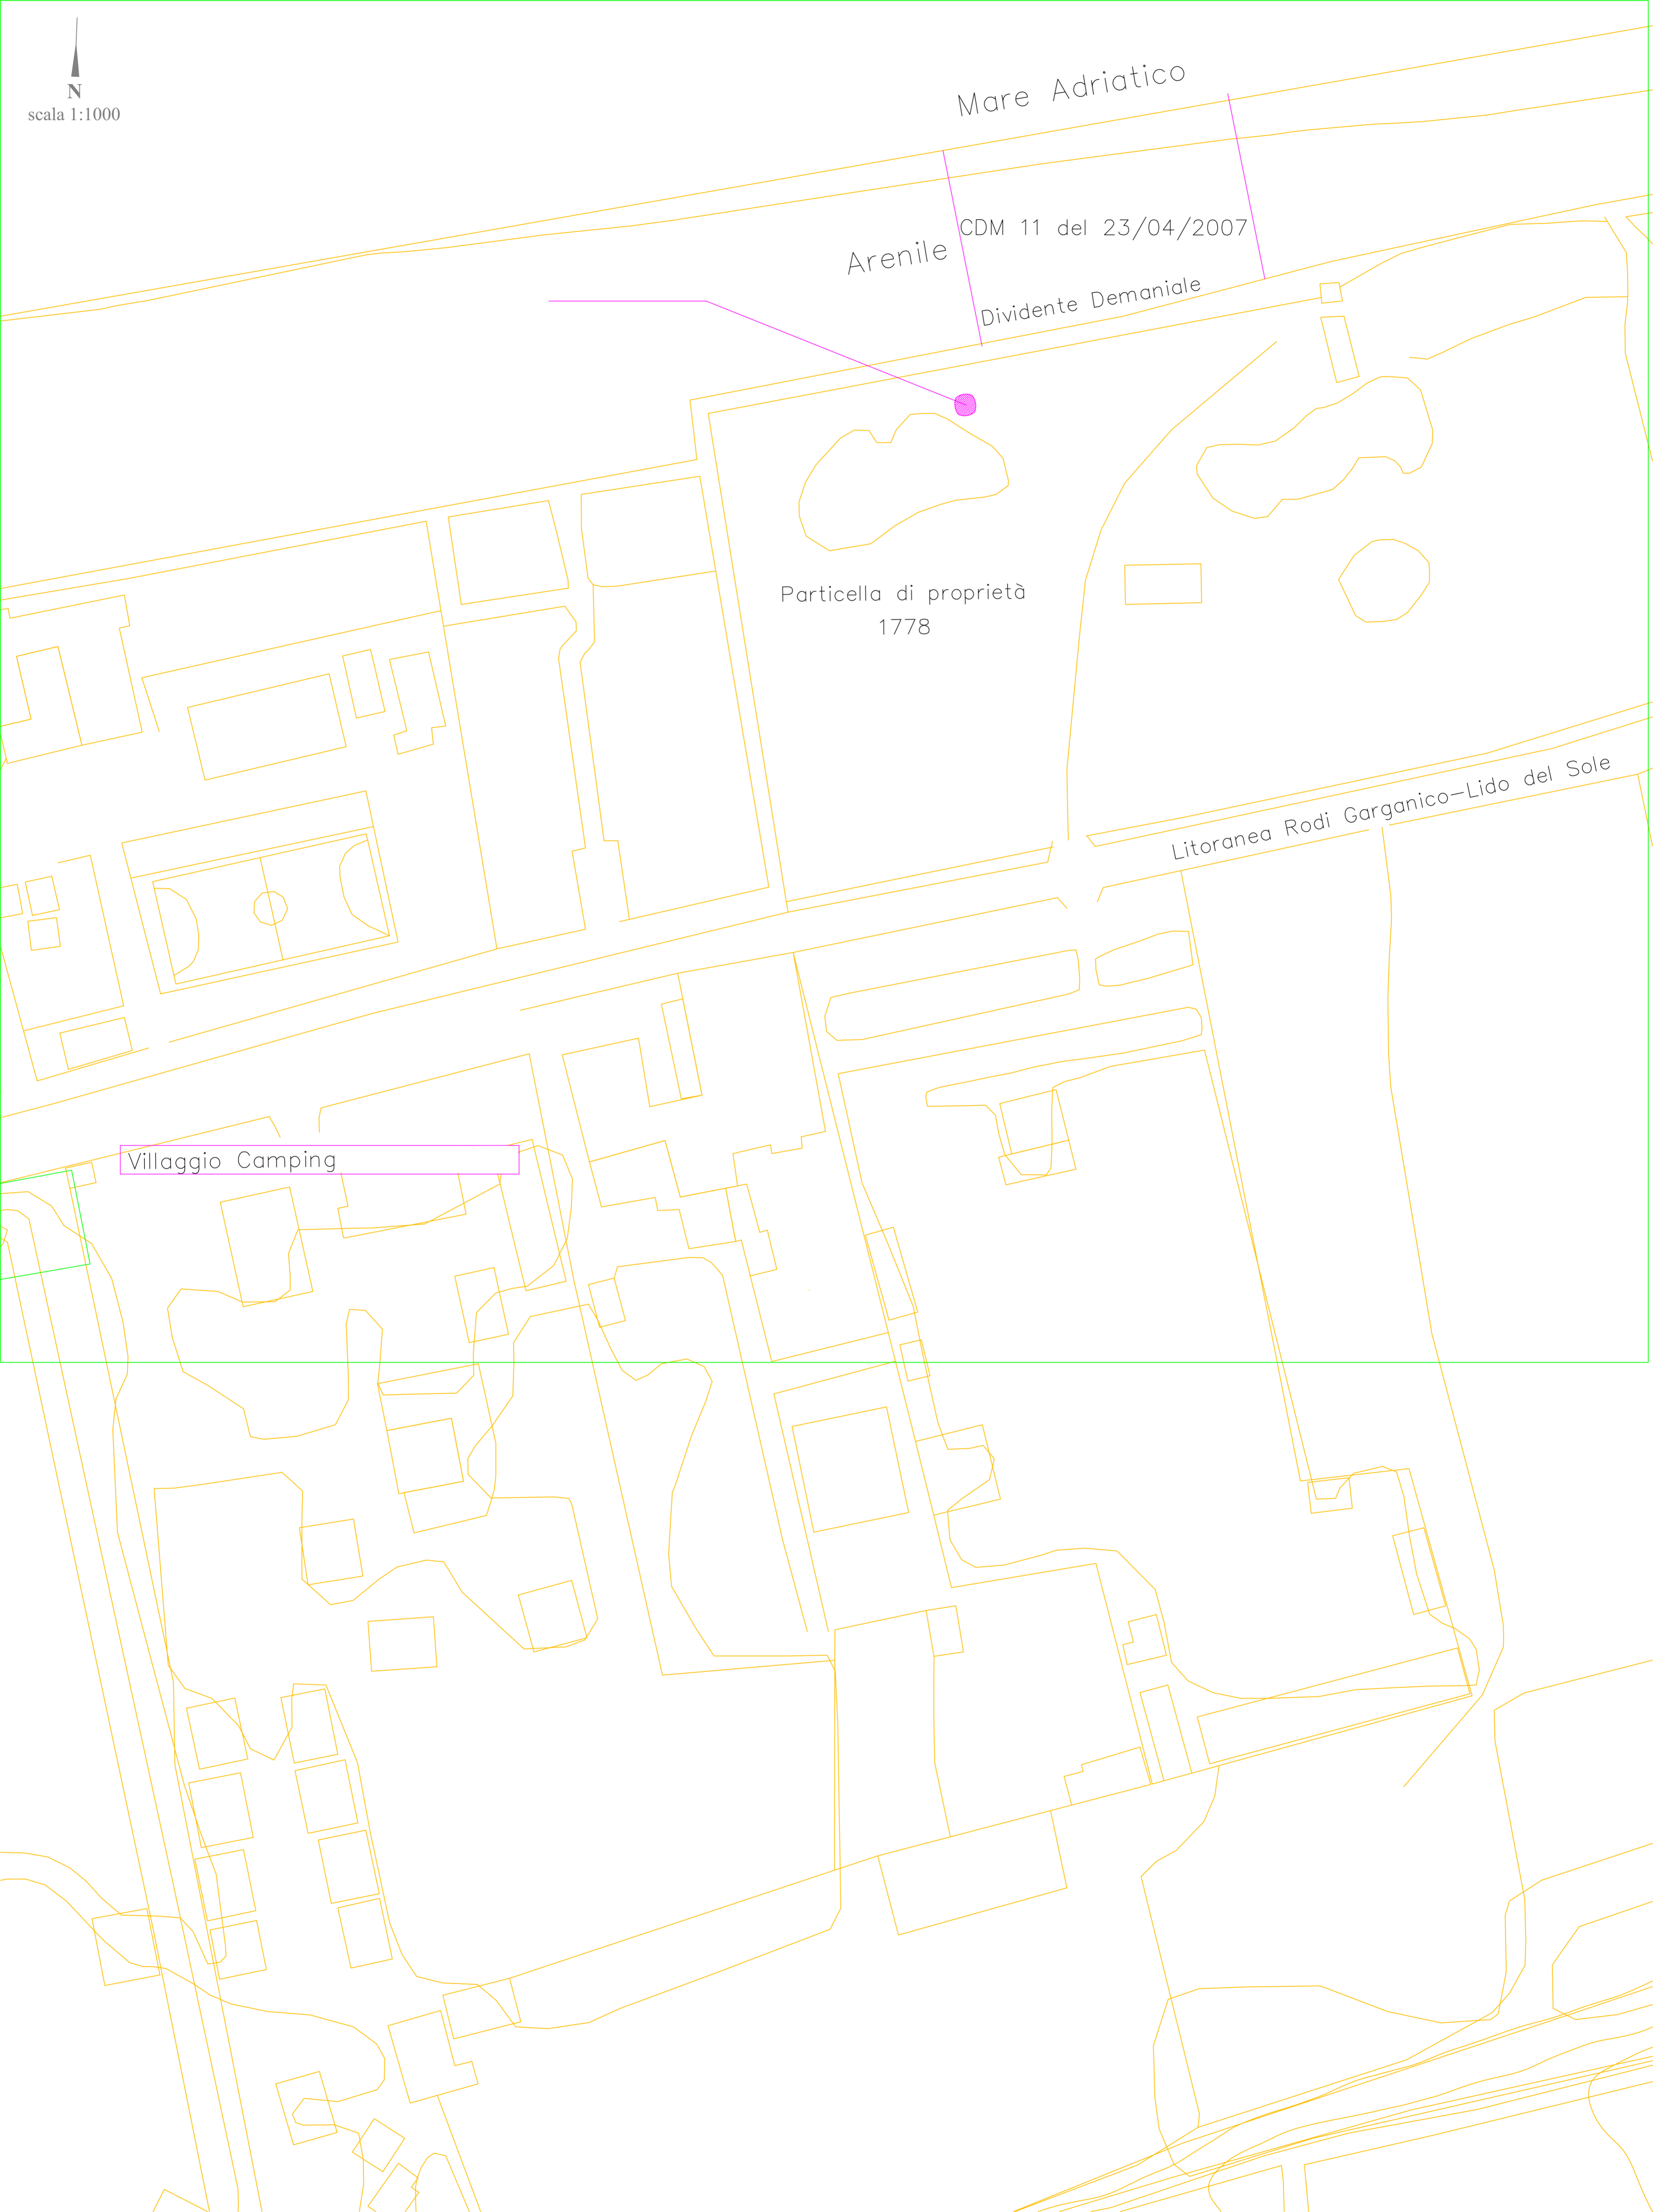 N
scala 1:1000
Mare Adriatico
CDM 11 del 23/04/2007
Arenile
Dividente Demaniale
Particella di proprietà
1778
Litoranea Rodi Garganico-Lido del Sole
Villaggio Camping